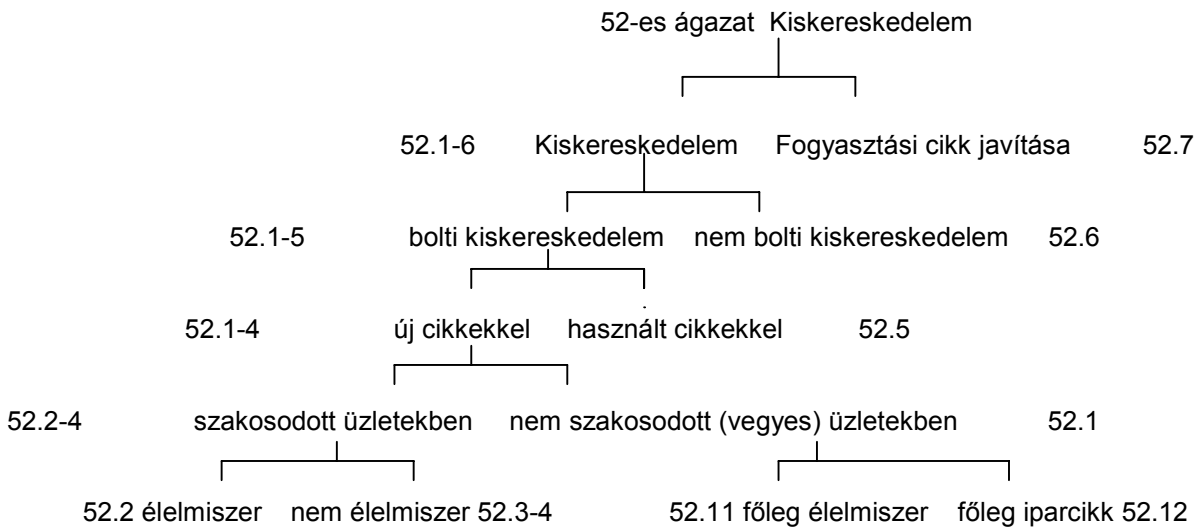 52-es ágazat Kiskereskedelem
52.1-6 Kiskereskedelem Fogyasztási cikk javítása 52.7
52.1-5 bolti kiskereskedelem nem bolti kiskereskedelem 52.6
52.1-4 új cikkekkel használt cikkekkel 52.5
52.2-4 szakosodott üzletekben nem szakosodott (vegyes) üzletekben 52.1
52.2 élelmiszer nem élelmiszer 52.3-4 52.11 főleg élelmiszer főleg iparcikk 52.12